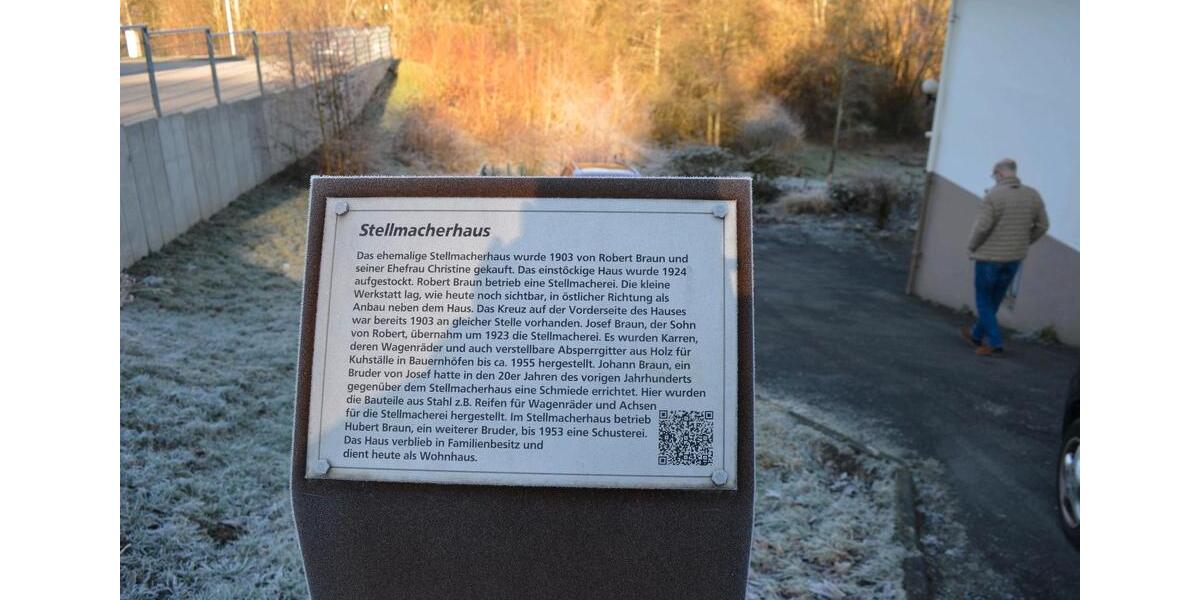 Stellmacherhaus
Das ehemalige Stellmacherhaus wurde 1903 von Robert Braun und
seiner Ehefrau Christine gekauft. Das einstöckige Haus wurde 1924
aufgestockt. Robert Braun betrieb eine Stellmacherei. Die kleine
Werkstatt lag, wie heute noch sichtbar, in östlicher Richtung als
Anbau neben dem Haus. Das Kreuz auf der Vorderseite des Hauses
war bereits 1903 an gleicher Stelle vorhanden. Josef Braun, der Sohn
von Robert, übernahm um 1923 die Stellmacherei. Es wurden Karren,
deren Wagenräder und auch verstellbare Absperrgitter aus Holz für
Kuhställe in Bauernhöfen bis ca. 1955 hergestellt. Johann Braun, ein
Bruder von Josef hatte in den 20er Jahren des vorigen Jahrhunderts
gegenüber dem Stellmacherhaus eine Schmiede errichtet. Hier wurden
die Bauteile aus Stahl z.B. Reifen für Wagenräder und Achsen
für die Stellmacherei hergestellt. Im Stellmacherhaus betrieb
Hubert Braun, ein weiterer Bruder, bis 1953 eine Schusterei.
Das Haus verblieb in Familienbesitz und
dient heute als Wohnhaus.